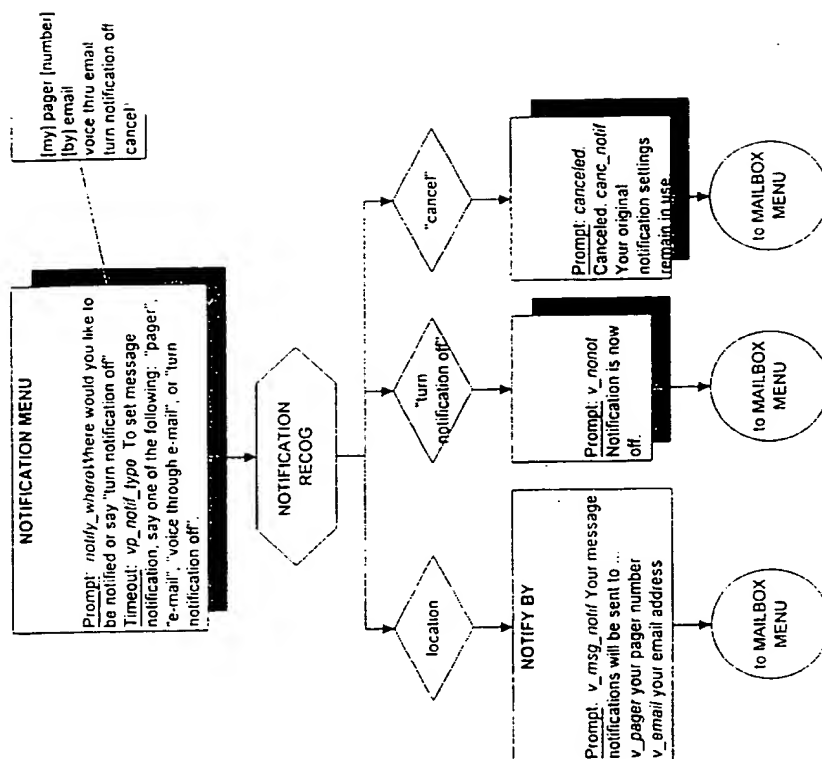 [my] pager [number]
[by] email
voice thru email
turn notification off
cancel'
NOTIFICATION MENU
Prompt: notify_where Where would you like to
be notified or say "turn notification off"
Timeout: vp_notif_type To set message
notification, say one of the following: "pager",
"e-mail", "voice through e-mail", or "turn
notification off".
NOTIFICATION
RECOG
location
"turn
notification off"
"cancel"
NOTIFY BY
Prompt: v_msg_notif Your message
notifications will be sent to ...
v_pager your pager number
v_email your email address
Prompt: v_nonot
Notification is now
off.
Prompt: canceled.
Canceled. canc_notif
Your original
notification settings
remain in use.
to MAILBOX
MENU
to MAILBOX
MENU
to MAILBOX
MENU